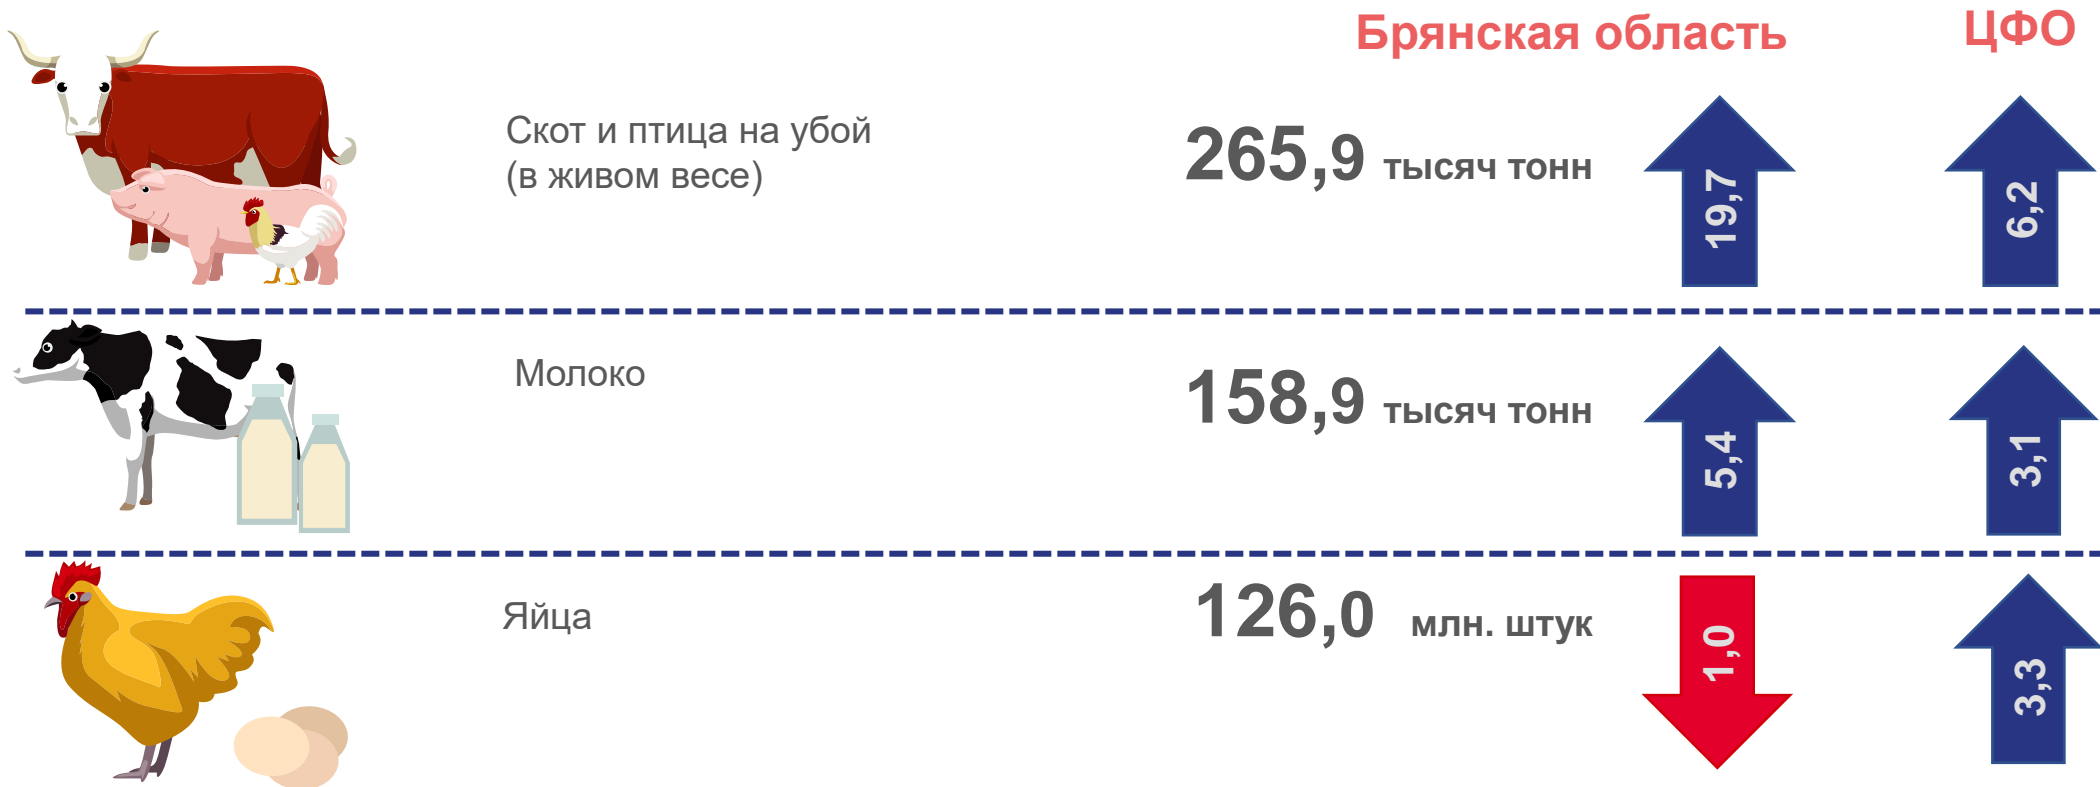 Брянская область
ЦФО
Скот и птица на убой
(в живом весе)
265,9 тысяч тонн
19,7
6,2
Молоко
158,9 тысяч тонн
5,4
3,1
Яйца
126,0 млн. штук
1,0
3,3